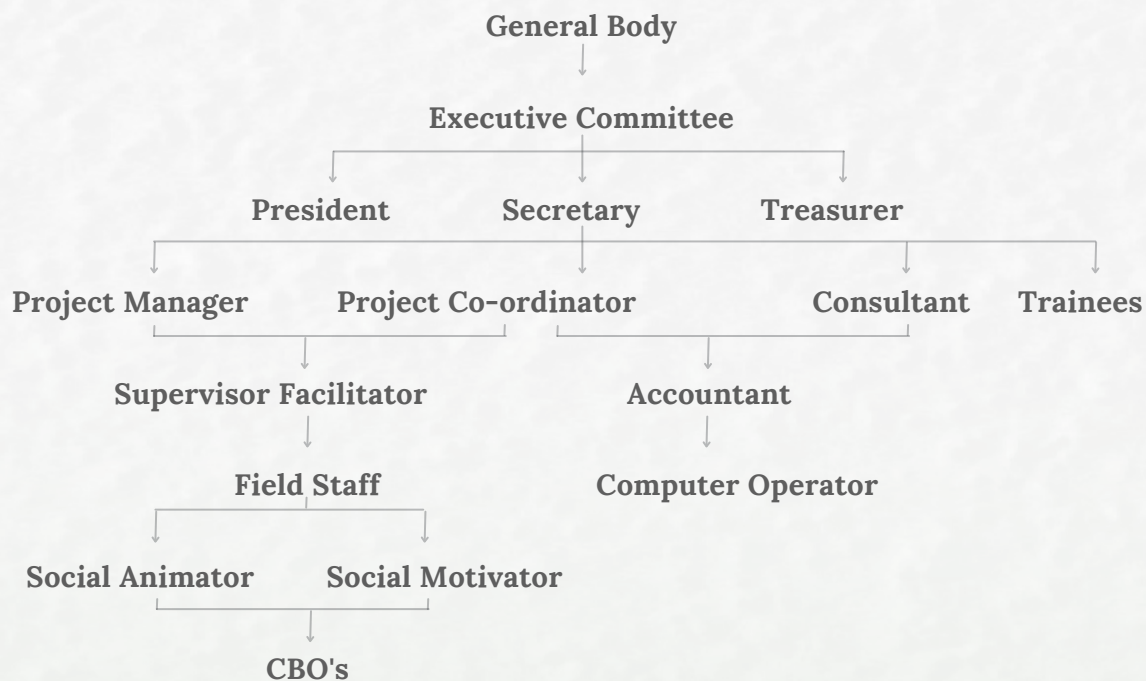 General Body
Executive Committee
President Secretary Treasurer
Project Manager Project Co-ordinator Consultant Trainees
Supervisor Facilitator Accountant
Field Staff Computer Operator
Social Animator Social Motivator
CBO's